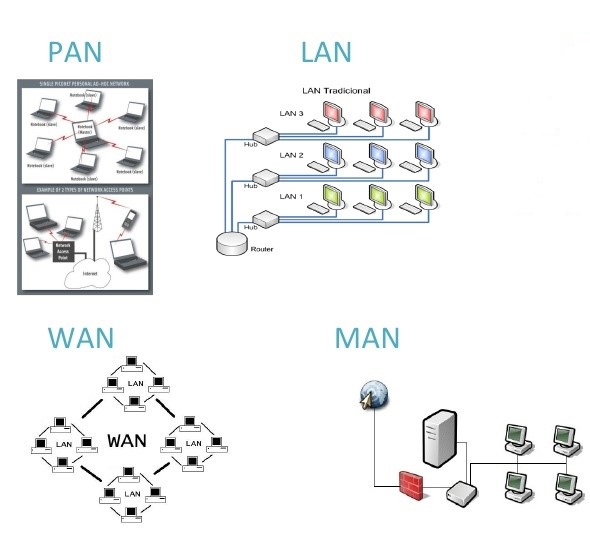 PAN
LAN
SINGLE PICONET PERSONAL AD-HOC NETWORK
Notebook (slave)
Notebook (slave)
Notebook (slave)
Notebook
(Master)
Notebook (slave)
Notebook (slave)
Notebook (slave)
EXAMPLE OF 2 TYPES OF NETWORK ACCESS POINTS
Network
Access
Point
Internet
LAN Tradicional
LAN 3
Hub
LAN 2
Hub
LAN 1
Hub
Router
WAN
MAN
LAN
LAN
WAN
LAN
LAN